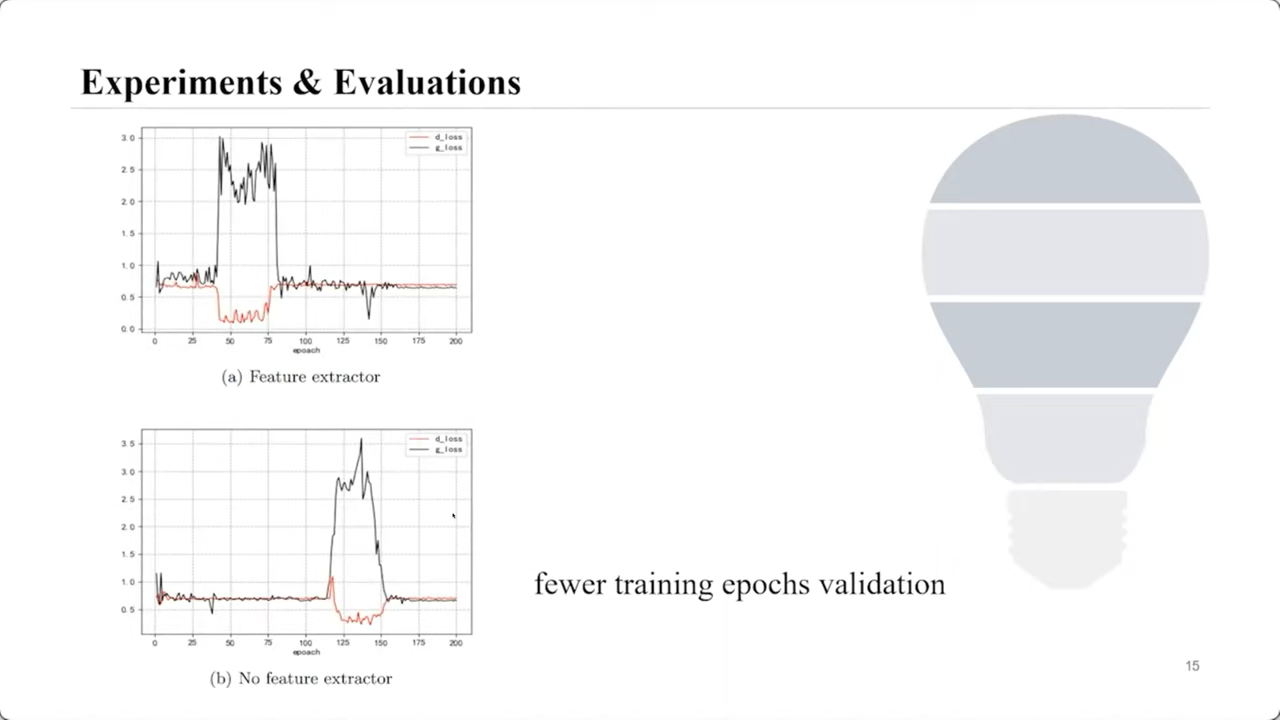 Experiments & Evaluations
d_loss
g_loss
3.0
2.5
2.0
1.5
1.0
0.5
0.0
0 25 50 75 100 125 150 175 200
epoach
(a) Feature extractor
d_loss
g_loss
3.5
3.0
2.5
2.0
1.5
1.0
0.5
0 25 50 75 100 125 150 175 200
epoach
(b) No feature extractor
fewer training epochs validation
15